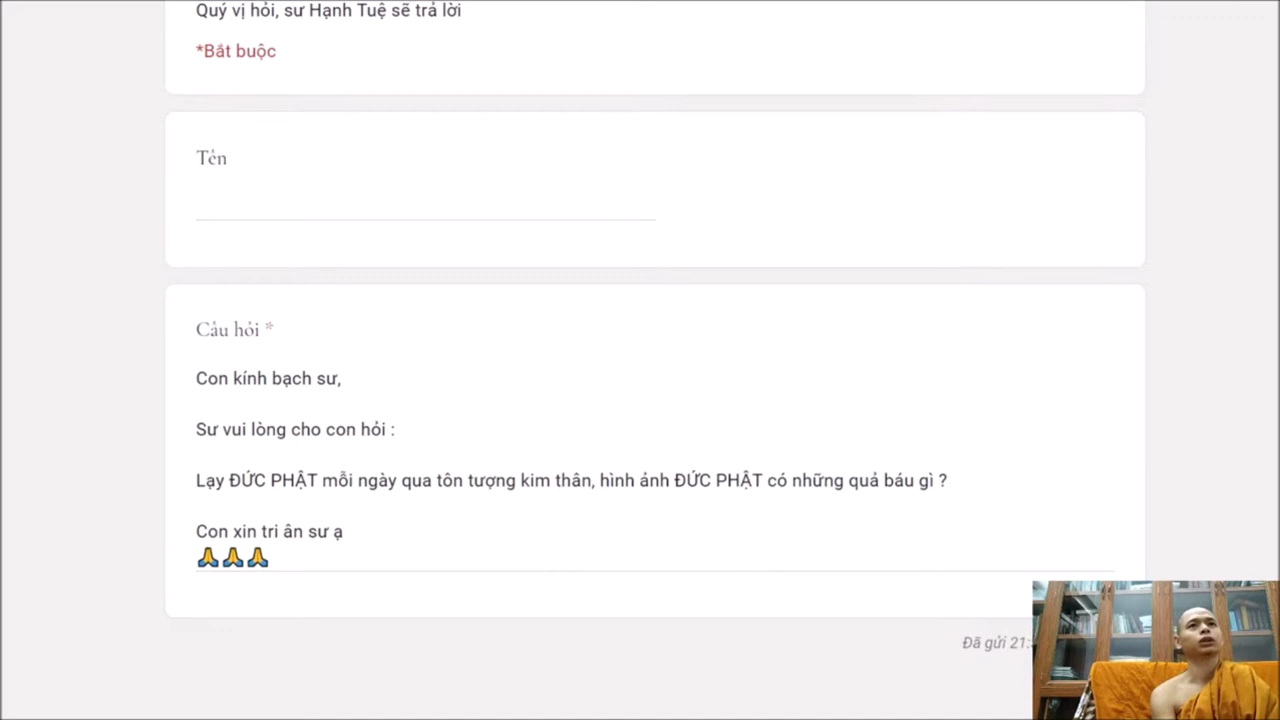 Quý vị hỏi, sư Hạnh Tuệ sẽ trả lời
*Bắt buộc
Tên
Câu hỏi *
Con kính bạch sư,
Sư vui lòng cho con hỏi :
Lạy ĐỨC PHẬT mỗi ngày qua tôn tượng kim thân, hình ảnh ĐỨC PHẬT có những quả báu gì ?
Con xin tri ân sư ạ
🙏🙏🙏
Đã gửi 21: